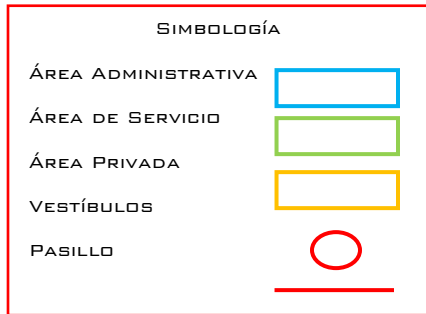 Simbología
Área Administrativa
Área de Servicio
Área Privada
Vestíbulos
Pasillo